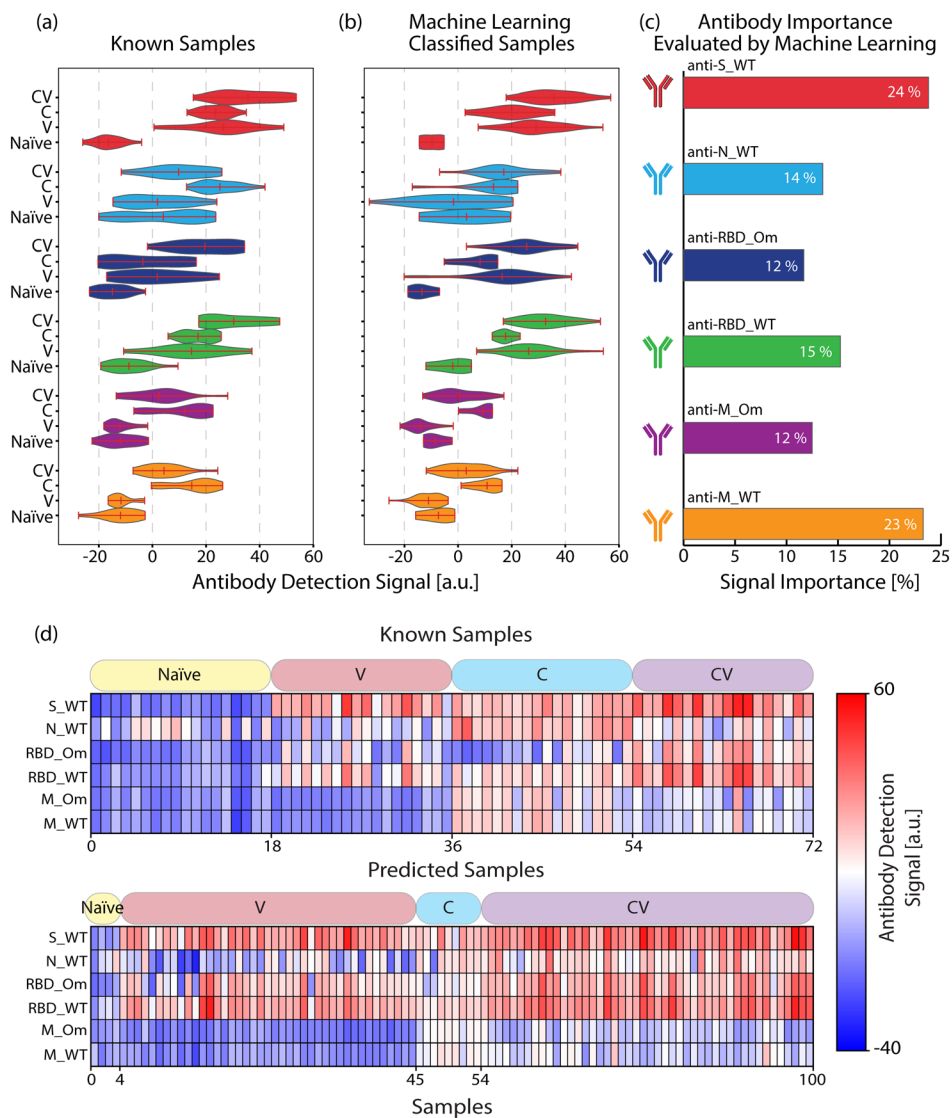 (a)
Known Samples
CV
C
V
Naïve
CV
C
V
Naïve
CV
C
V
Naïve
CV
C
V
Naïve
CV
C
V
Naïve
CV
C
V
Naïve
-20 0 20 40 60
(b)
Machine Learning
Classified Samples
-20 0 20 40 60
Antibody Detection Signal [a.u.]
(c)
Antibody Importance
Evaluated by Machine Learning
anti-S_WT
24 %
anti-N_WT
14 %
anti-RBD_Om
12 %
anti-RBD_WT
15 %
anti-M_Om
12 %
anti-M_WT
23 %
0 5 10 15 20 25
Signal Importance [%]
(d)
Known Samples
Naïve V C CV
S_WT
N_WT
RBD_Om
RBD_WT
M_Om
M_WT
0 18 36 54 72
Predicted Samples
Naïve V C CV
S_WT
N_WT
RBD_Om
RBD_WT
M_Om
M_WT
0 4 45 54 100
Samples
60
Antibody Detection
Signal [a.u.]
-40